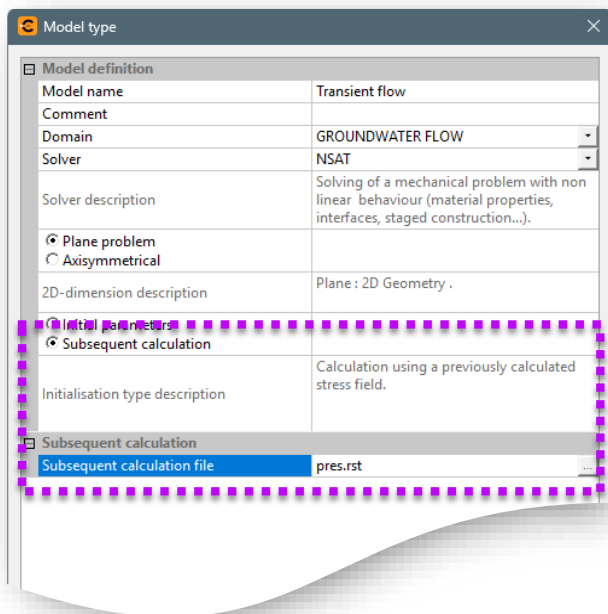 Model type
Model definition
Model name Transient flow
Comment
Domain GROUNDWATER FLOW
Solver NSAT
Solver description Solving of a mechanical problem with non
linear behaviour (material properties,
interfaces, staged construction...).
Plane problem
Axisymmetrical
2D-dimension description Plane : 2D Geometry .
Initial parameters
Subsequent calculation
Initialisation type description Calculation using a previously calculated
stress field.
Subsequent calculation
Subsequent calculation file pres.rst ...